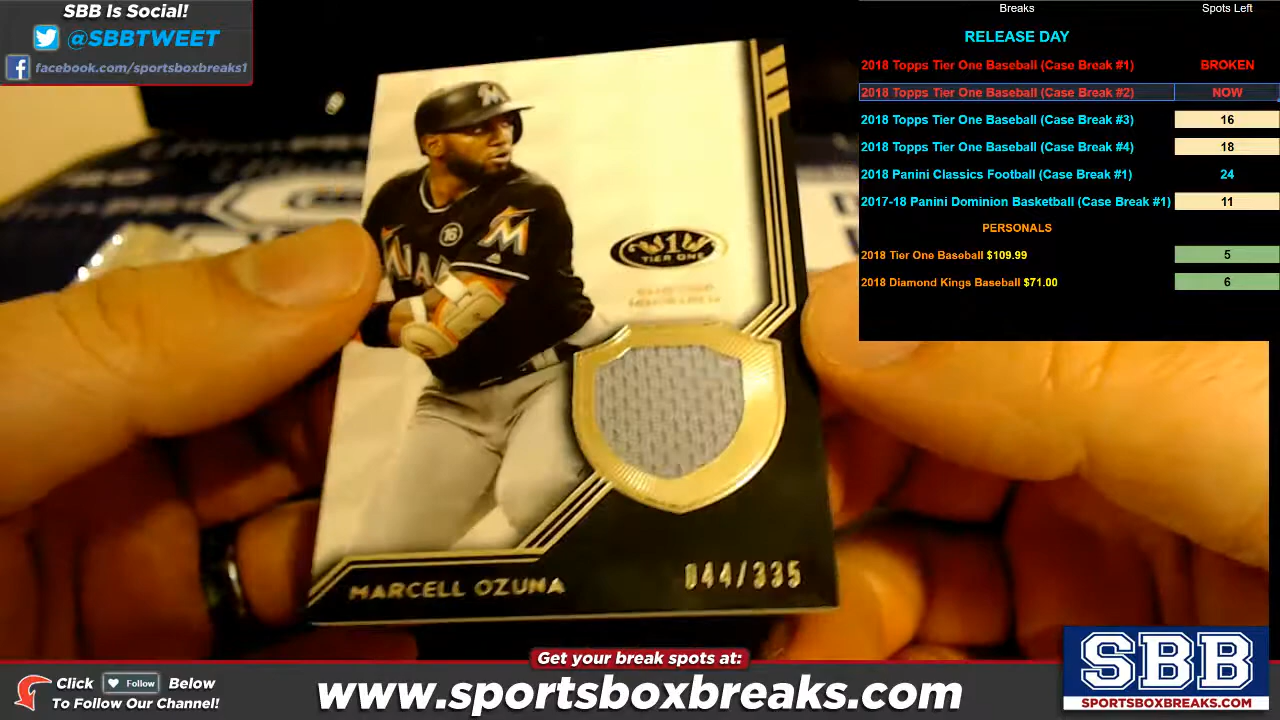 SBB Is Social!
@SBBTWEET
facebook.com/sportsboxbreaks1
Breaks Spots Left
RELEASE DAY
2018 Topps Tier One Baseball (Case Break #1) BROKEN
2018 Topps Tier One Baseball (Case Break #2) NOW
2018 Topps Tier One Baseball (Case Break #3) 16
2018 Topps Tier One Baseball (Case Break #4) 18
2018 Panini Classics Football (Case Break #1) 24
2017-18 Panini Dominion Basketball (Case Break #1) 11
PERSONALS
2018 Tier One Baseball $109.99 5
2018 Diamond Kings Baseball $71.00 6
M
16
M
MIAMI
1
TIER ONE
MARCELL OZUNA
044/335
Get your break spots at:
www.sportsboxbreaks.com
Click Follow Below
To Follow Our Channel!
SBB
SPORTSBOXBREAKS.COM